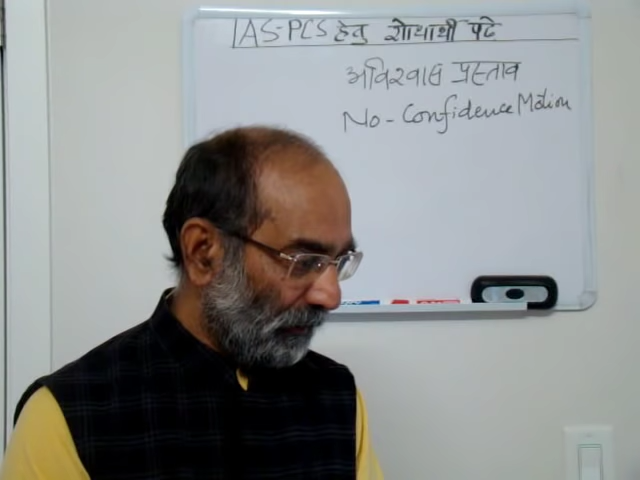 IAS-PCS हेतु शोधार्थी पढे
अविश्वास प्रस्ताव
No-Confidence Motion